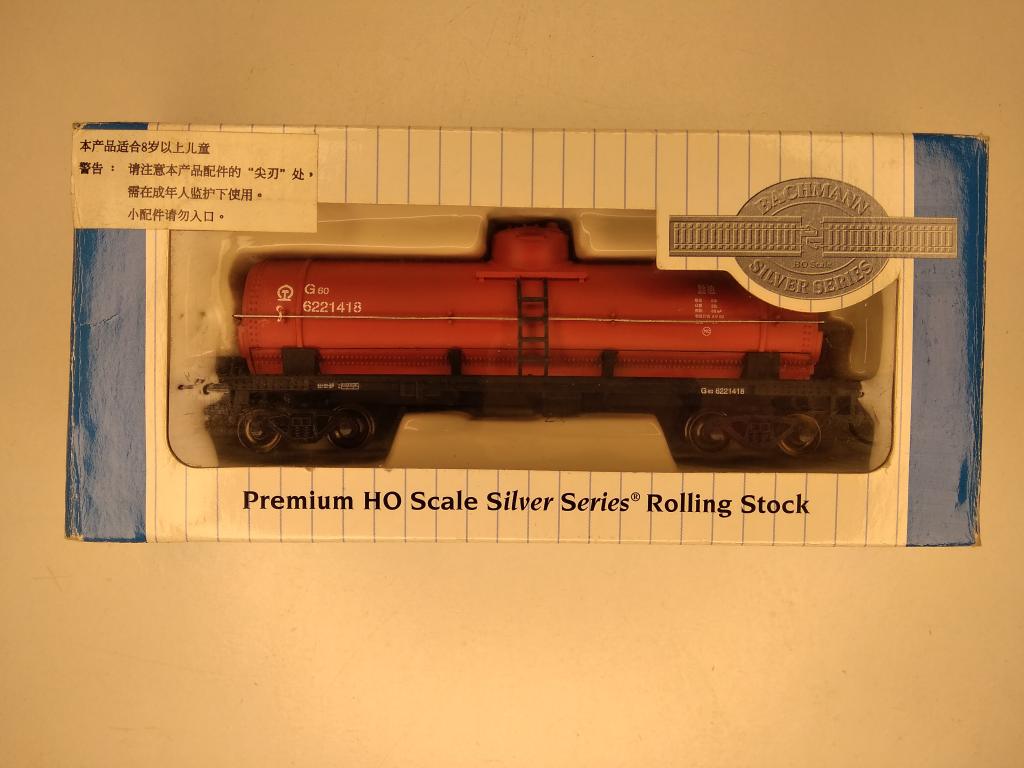 本产品适合8岁以上儿童
警告： 请注意本产品配件的“尖刃”处，
需在成年人监护下使用。
小配件请勿入口。
BACHMANN
HO Scale
SILVER SERIES®
G60
6221418
G60 6221418
Premium HO Scale Silver Series® Rolling Stock